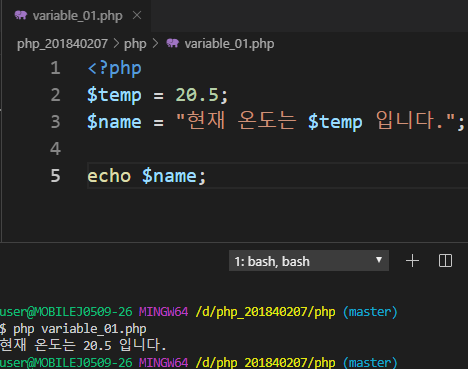 variable_01.php ×
php_201840207 > php > variable_01.php
1 <?php
2 $temp = 20.5;
3 $name = "현재 온도는 $temp 입니다.";
4
5 echo $name;
1: bash, bash
user@MOBILEJ0509-26 MINGW64 /d/php_201840207/php (master)
$ php variable_01.php
현재 온도는 20.5 입니다.
user@MOBILEJ0509-26 MINGW64 /d/php_201840207/php (master)